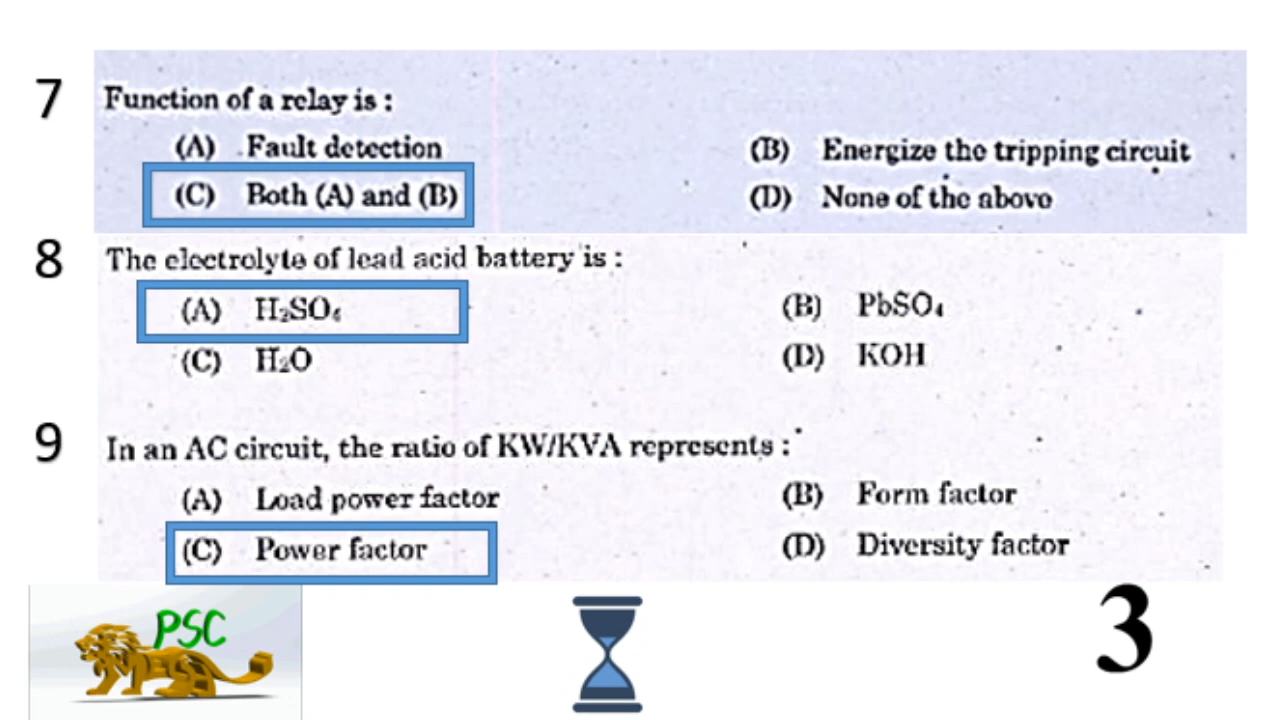 7 Function of a relay is :
(A) Fault detection (B) Energize the tripping circuit
(C) Both (A) and (B) (D) None of the above
8 The electrolyte of lead acid battery is :
(A) H₂SO₄ (B) PbSO₄
(C) H₂O (D) KOH
9 In an AC circuit, the ratio of KW/KVA represents :
(A) Load power factor (B) Form factor
(C) Power factor (D) Diversity factor
PSC
3